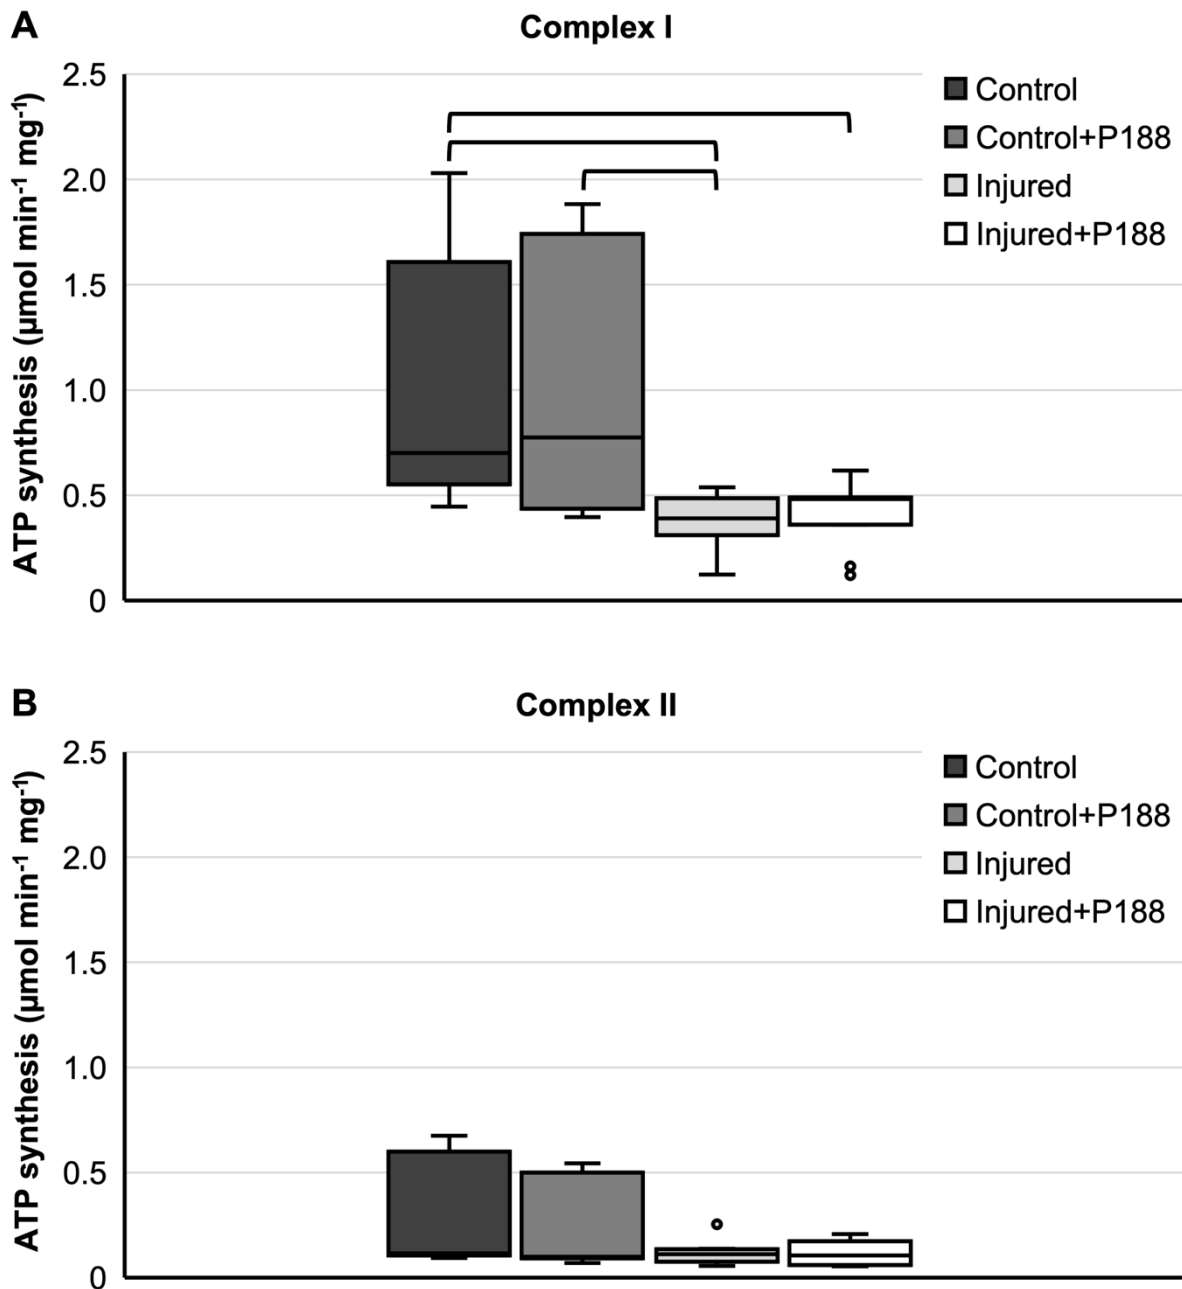 A
Complex I
ATP synthesis (µmol min⁻¹ mg⁻¹)
2.5
2.0
1.5
1.0
0.5
0
Control
Control+P188
Injured
Injured+P188
B
Complex II
ATP synthesis (µmol min⁻¹ mg⁻¹)
2.5
2.0
1.5
1.0
0.5
0
Control
Control+P188
Injured
Injured+P188